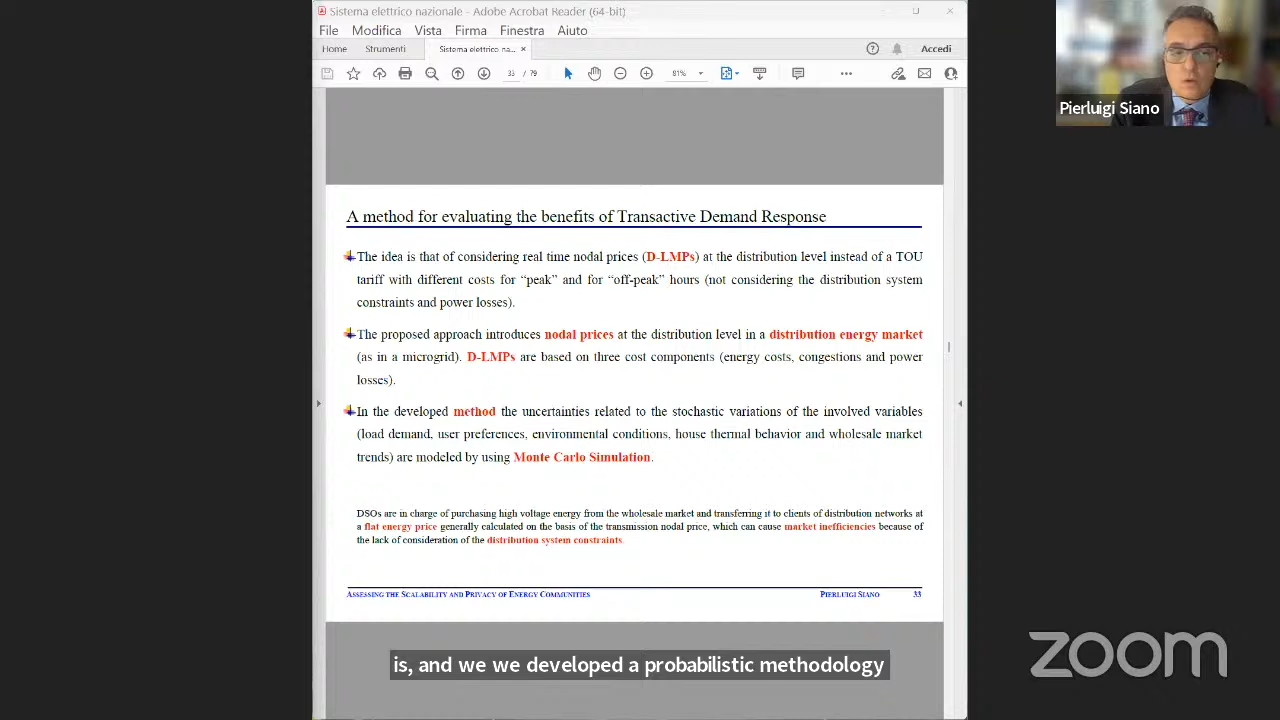 Sistema elettrico nazionale - Adobe Acrobat Reader (64-bit)
File Modifica Vista Firma Finestra Aiuto
Home Strumenti Sistema elettrico na... × Accedi
33 / 79 81%
Pierluigi Siano
A method for evaluating the benefits of Transactive Demand Response
The idea is that of considering real time nodal prices (D-LMPs) at the distribution level instead of a TOU
tariff with different costs for “peak” and for “off-peak” hours (not considering the distribution system
constraints and power losses).
The proposed approach introduces nodal prices at the distribution level in a distribution energy market
(as in a microgrid). D-LMPs are based on three cost components (energy costs, congestions and power
losses).
In the developed method the uncertainties related to the stochastic variations of the involved variables
(load demand, user preferences, environmental conditions, house thermal behavior and wholesale market
trends) are modeled by using Monte Carlo Simulation.
DSOs are in charge of purchasing high voltage energy from the wholesale market and transferring it to clients of distribution networks at
a flat energy price generally calculated on the basis of the transmission nodal price, which can cause market inefficiencies because of
the lack of consideration of the distribution system constraints.
ASSESSING THE SCALABILITY AND PRIVACY OF ENERGY COMMUNITIES PIERLUIGI SIANO 33
is, and we we developed a probabilistic methodology
zoom